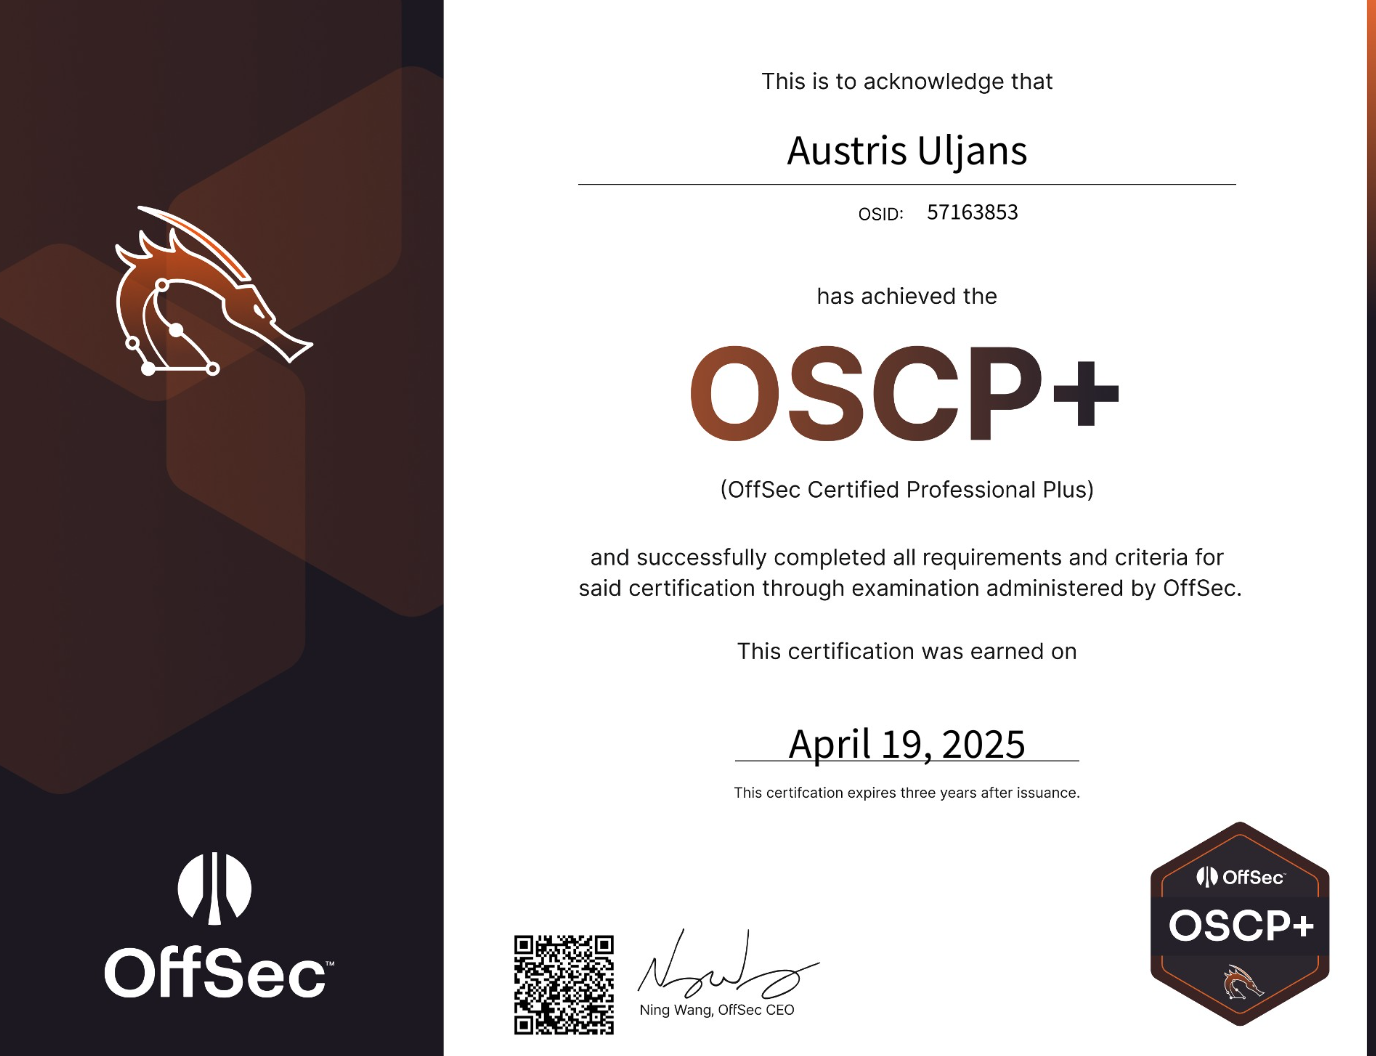 This is to acknowledge that
Austris Uljans
OSID: 57163853
has achieved the
OSCP+
(OffSec Certified Professional Plus)
and successfully completed all requirements and criteria for
said certification through examination administered by OffSec.
This certification was earned on
April 19, 2025
This certifcation expires three years after issuance.
Ning Wang, OffSec CEO
OffSec™
OffSec™
OSCP+